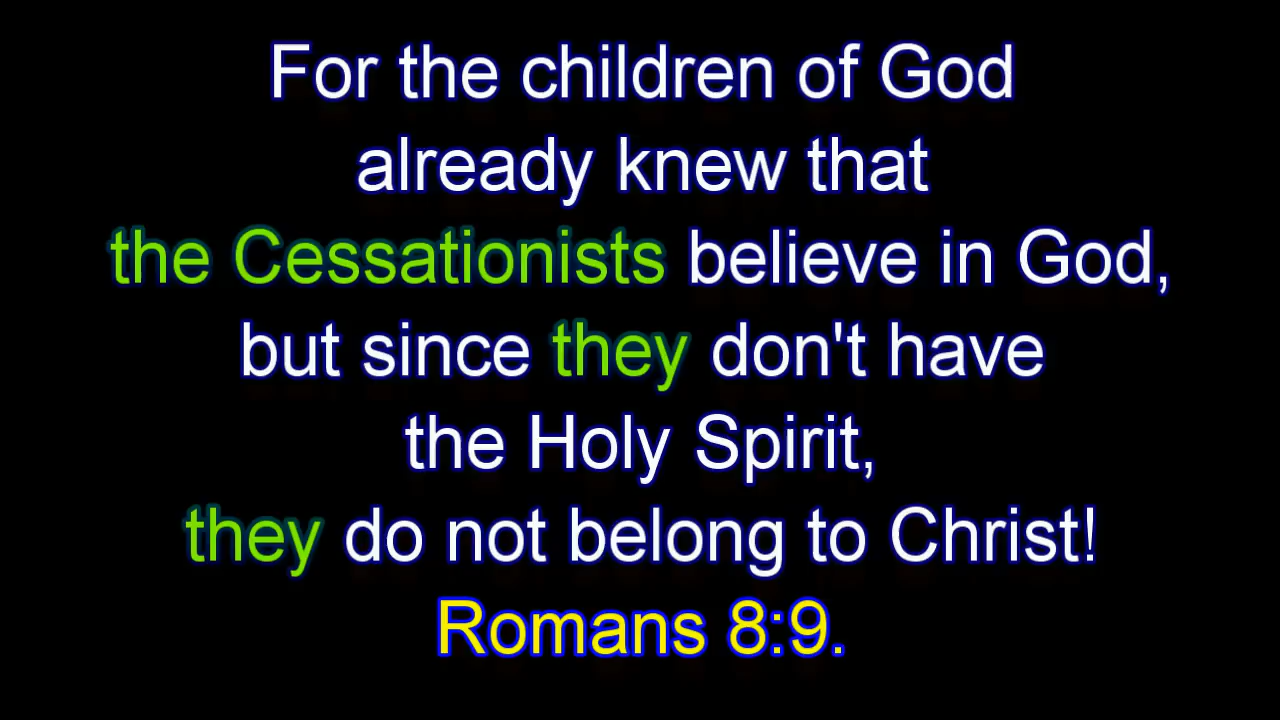 For the children of God
already knew that
the Cessationists believe in God,
but since they don't have
the Holy Spirit,
they do not belong to Christ!
Romans 8:9.